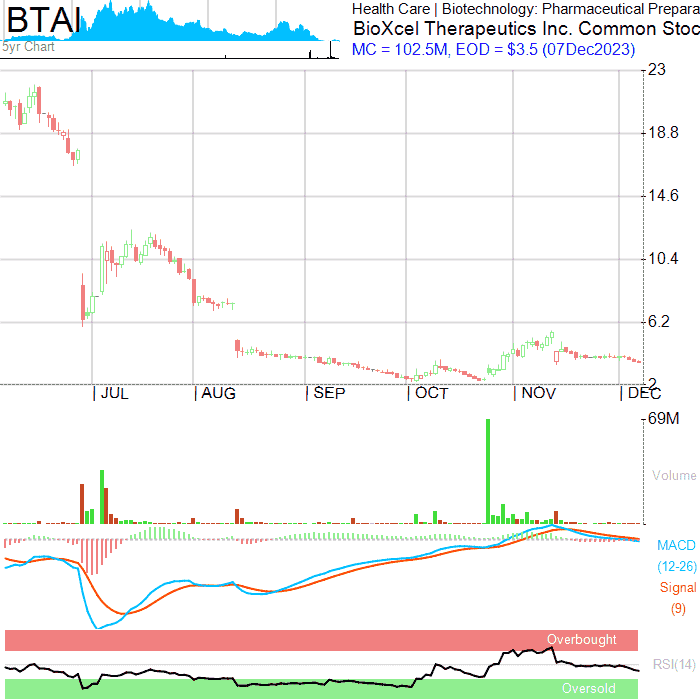 BTAI
5yr Chart
Health Care | Biotechnology: Pharmaceutical Prepara
BioXcel Therapeutics Inc. Common Stoc
MC = 102.5M, EOD = $3.5 (07Dec2023)
23
18.8
14.6
10.4
6.2
2
JUL
AUG
SEP
OCT
NOV
DEC
69M
Volume
MACD
(12-26)
Signal
(9)
Overbought
RSI(14)
Oversold